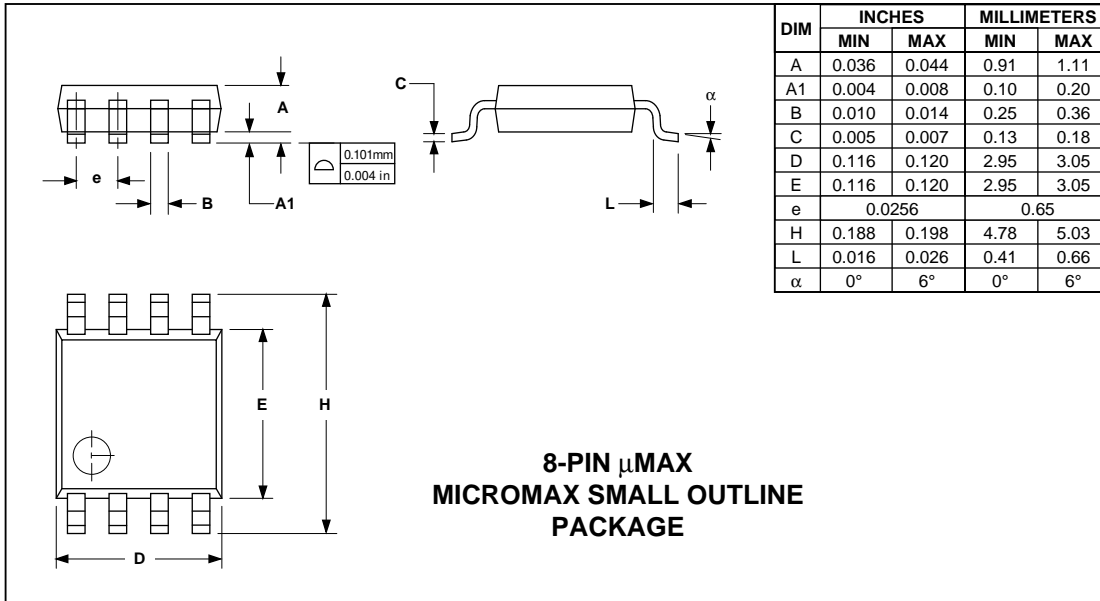 DIM INCHES MILLIMETERS
MIN MAX MIN MAX
A 0.036 0.044 0.91 1.11
A1 0.004 0.008 0.10 0.20
B 0.010 0.014 0.25 0.36
C 0.005 0.007 0.13 0.18
D 0.116 0.120 2.95 3.05
E 0.116 0.120 2.95 3.05
e 0.0256 0.65
H 0.188 0.198 4.78 5.03
L 0.016 0.026 0.41 0.66
α 0° 6° 0° 6°
A
e
B
A1
0.101mm
0.004 in
C
α
L
E
H
D
8-PIN μMAX
MICROMAX SMALL OUTLINE
PACKAGE